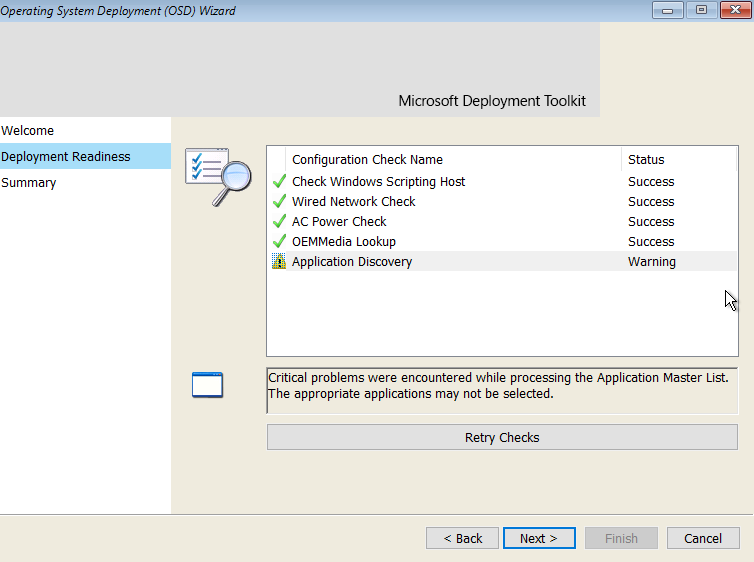 Operating System Deployment (OSD) Wizard
Microsoft Deployment Toolkit
Welcome
Deployment Readiness
Summary
Configuration Check Name Status
Check Windows Scripting Host Success
Wired Network Check Success
AC Power Check Success
OEMMedia Lookup Success
Application Discovery Warning
Critical problems were encountered while processing the Application Master List.
The appropriate applications may not be selected.
Retry Checks
< Back Next > Finish Cancel